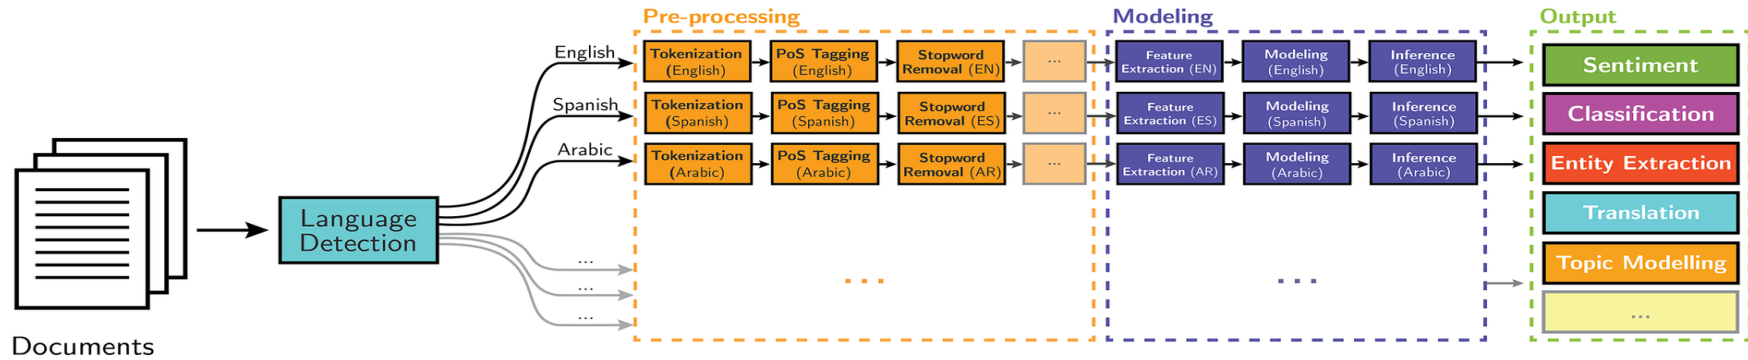 Pre-processing
Modeling
Output
English
Tokenization
(English)
PoS Tagging
(English)
Stopword
Removal (EN)
...
Feature
Extraction (EN)
Modeling
(English)
Inference
(English)
Sentiment
Spanish
Tokenization
(Spanish)
PoS Tagging
(Spanish)
Stopword
Removal (ES)
...
Feature
Extraction (ES)
Modeling
(Spanish)
Inference
(Spanish)
Classification
Arabic
Tokenization
(Arabic)
PoS Tagging
(Arabic)
Stopword
Removal (AR)
...
Feature
Extraction (AR)
Modeling
(Arabic)
Inference
(Arabic)
Entity Extraction
Language
Detection
Translation
...
...
...
...
...
Topic Modelling
...
Documents